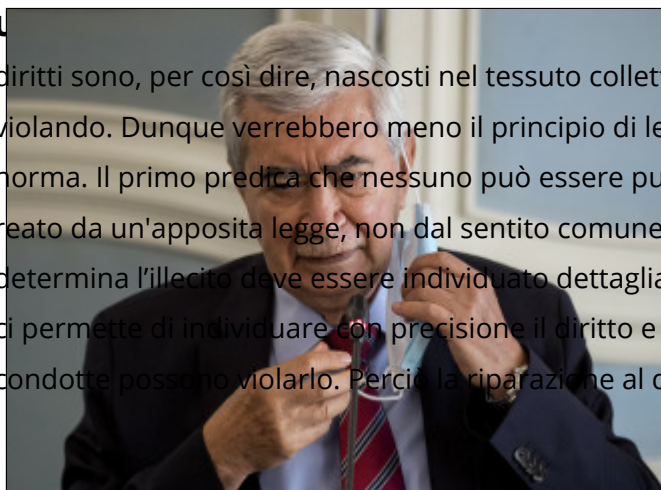 diritti sono, per così dire, nascosti nel tessuto collett
violando. Dunque verrebbero meno il principio di le
norma. Il primo predica che nessuno può essere pu
reato da un'apposita legge, non dal sentito comune
determina l'illecito deve essere individuato dettaglia
ci permette di individuare con precisione il diritto e
condotte possono violarlo. Perciò la riparazione al d